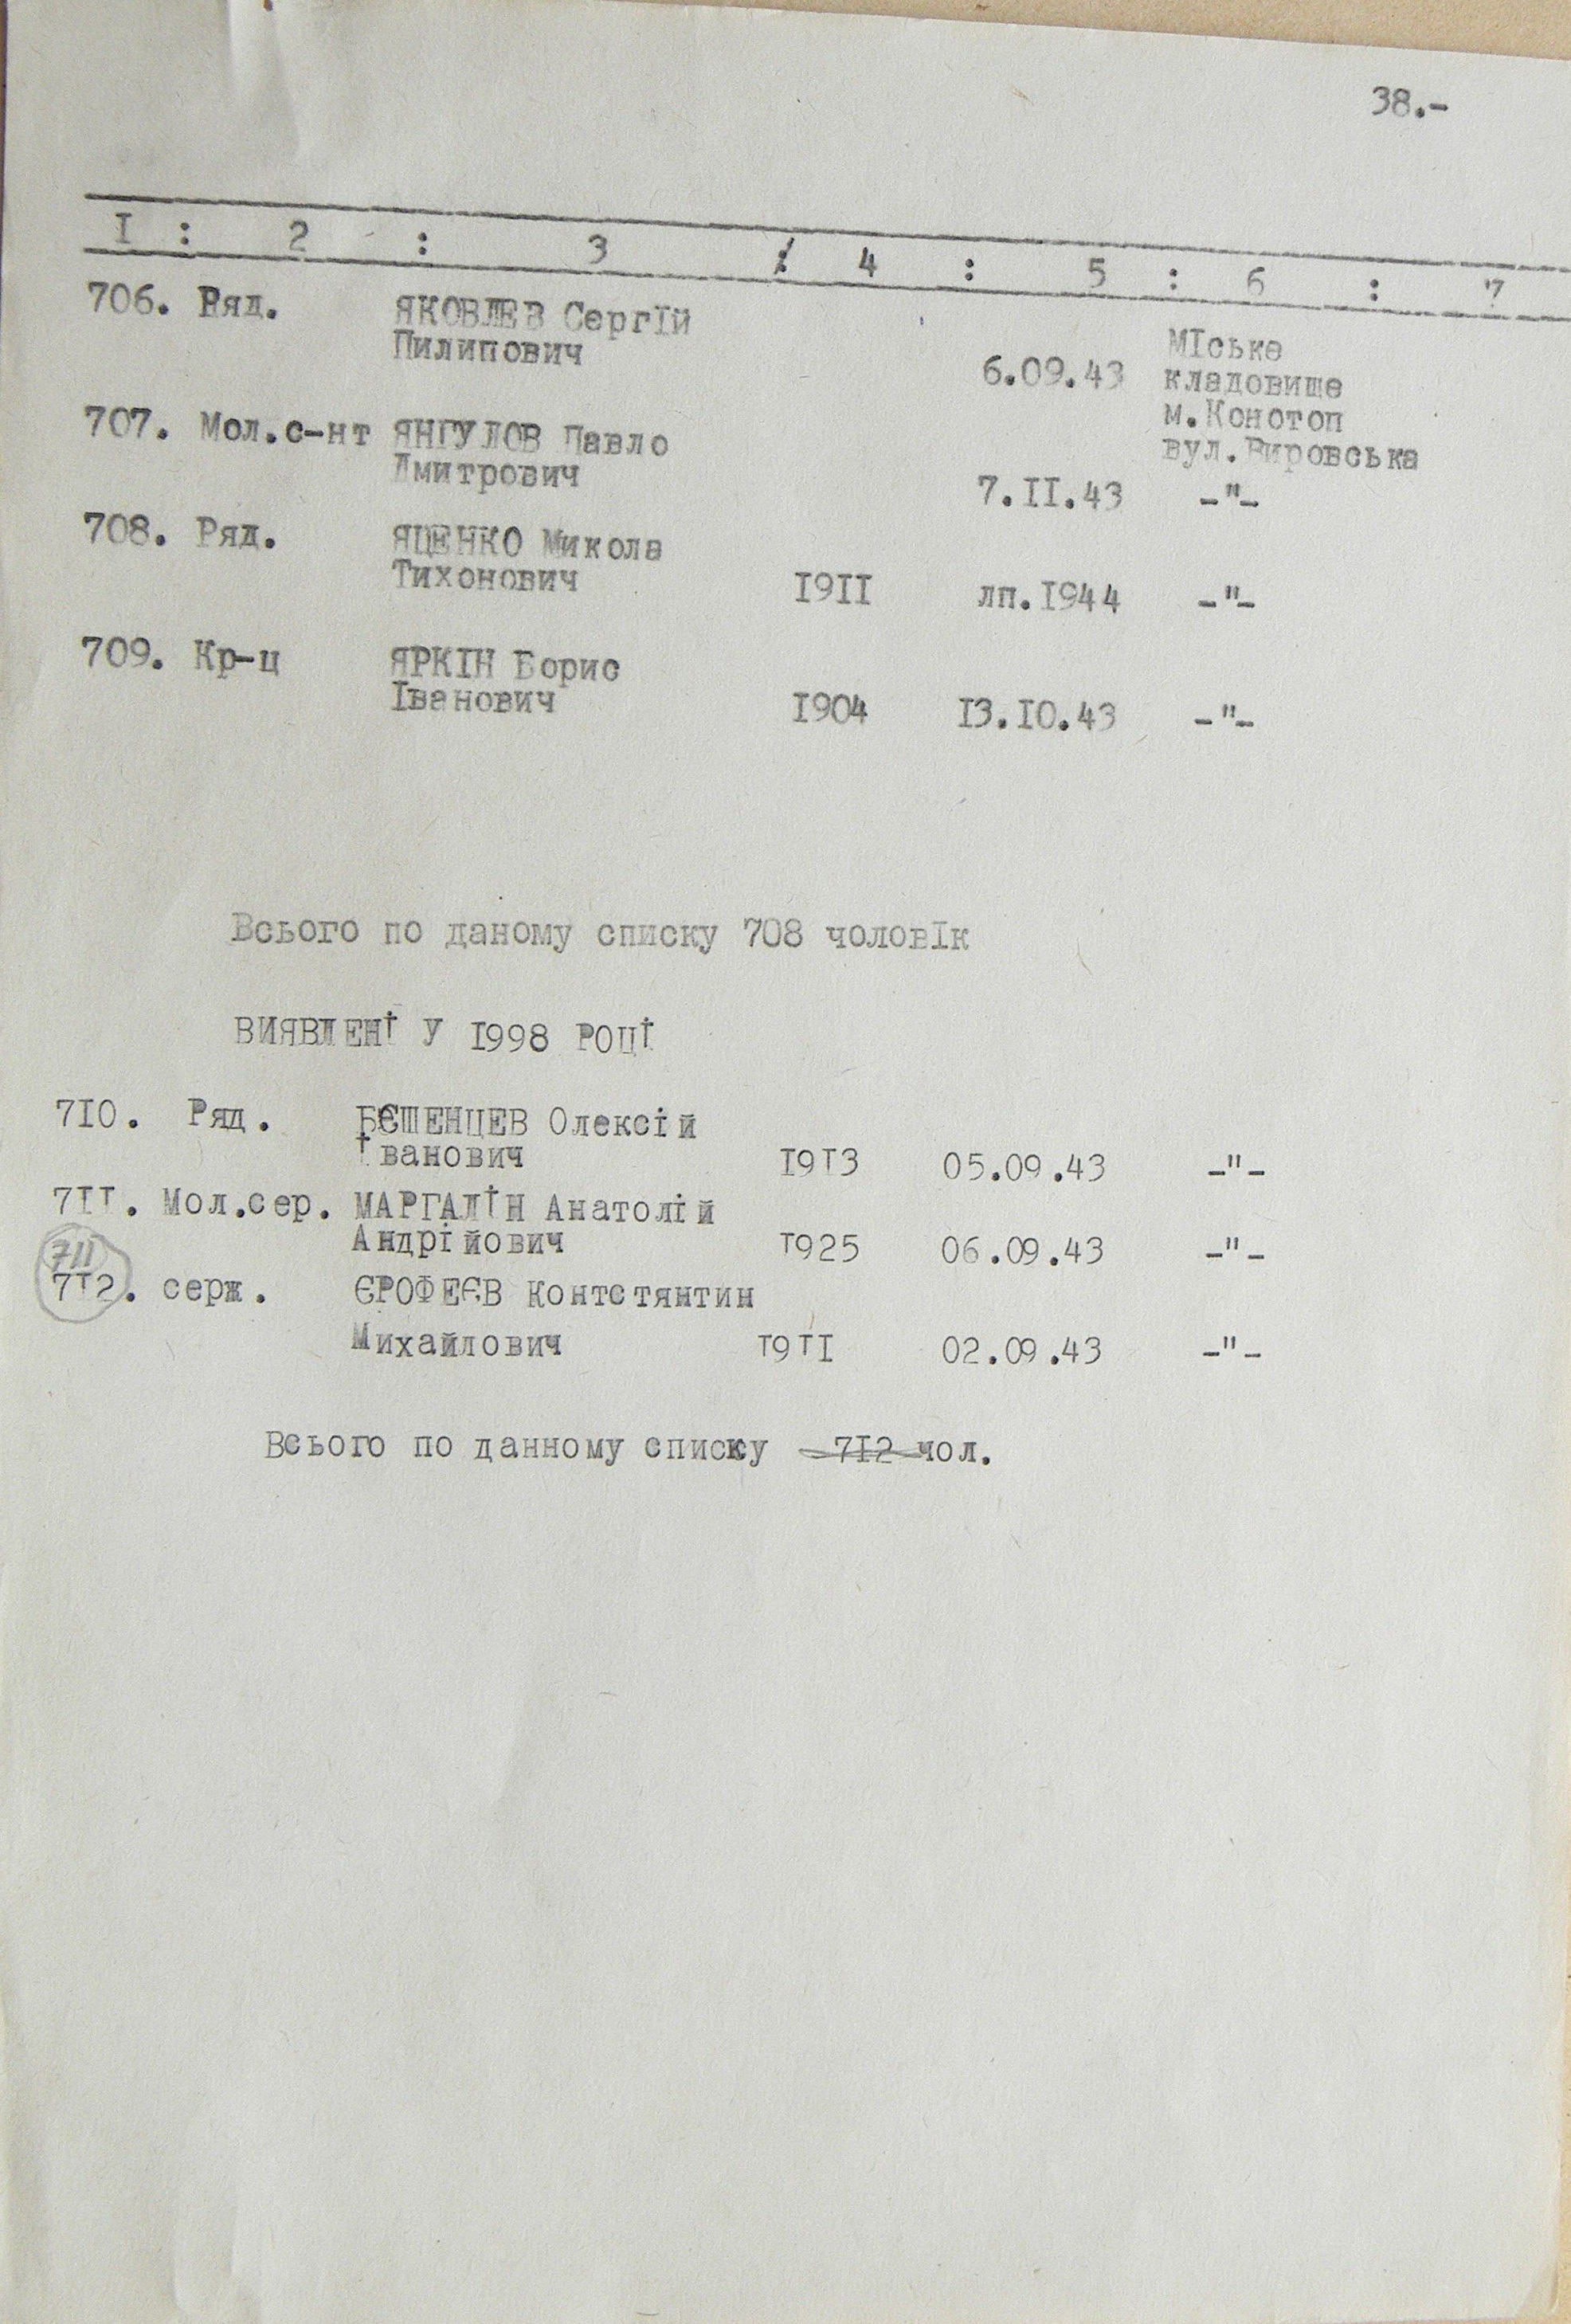 38.-
I : 2 : 3 : 4 : 5 : 6 : 7
706. Ряд. ЯКОВЛЕВ Сергій
Пилипович 6.09.43 Міське
кладовище
м.Конотоп
вул.Вировська
707. Мол.с-нт ЯНГУЛОВ Павло
Дмитрович 7.II.43 -"-
708. Ряд. ЯЦЕНКО Микола
Тихонович I9II лп.I944 -"-
709. Кр-ц ЯРКІН Борис
Іванович I904 I3.I0.43 -"-
Всього по даному списку 708 чоловік
ВИЯВЛЕНІ У I998 РОЦІ
7I0. Ряд. БЄШЕНЦЕВ Олексій
Іванович I9I3 05.09.43 -"-
7II. Мол.сер. МАРГАЛІН Анатолій
Андрійович I925 06.09.43 -"-
711
7I2. серж. ЄРОФЕЄВ Контстянтин
Михайлович I9II 02.09.43 -"-
Всього по данному списку 7I2 чол.